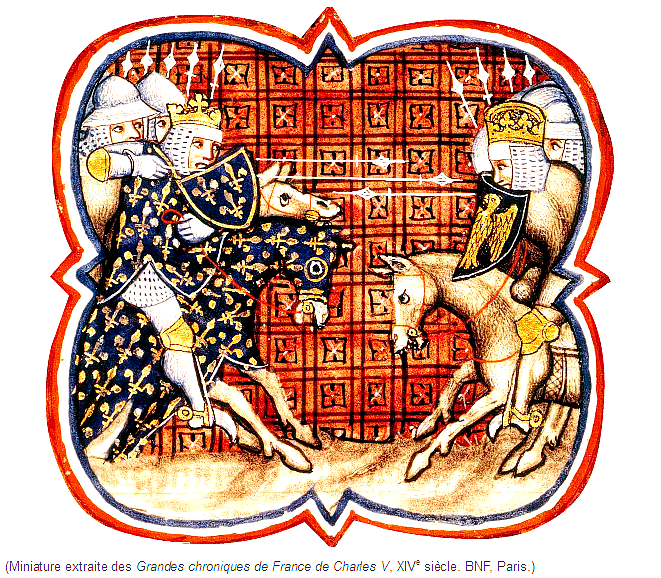 (Miniature extraite des Grandes chroniques de France de Charles V, XIVe siècle. BNF, Paris.)